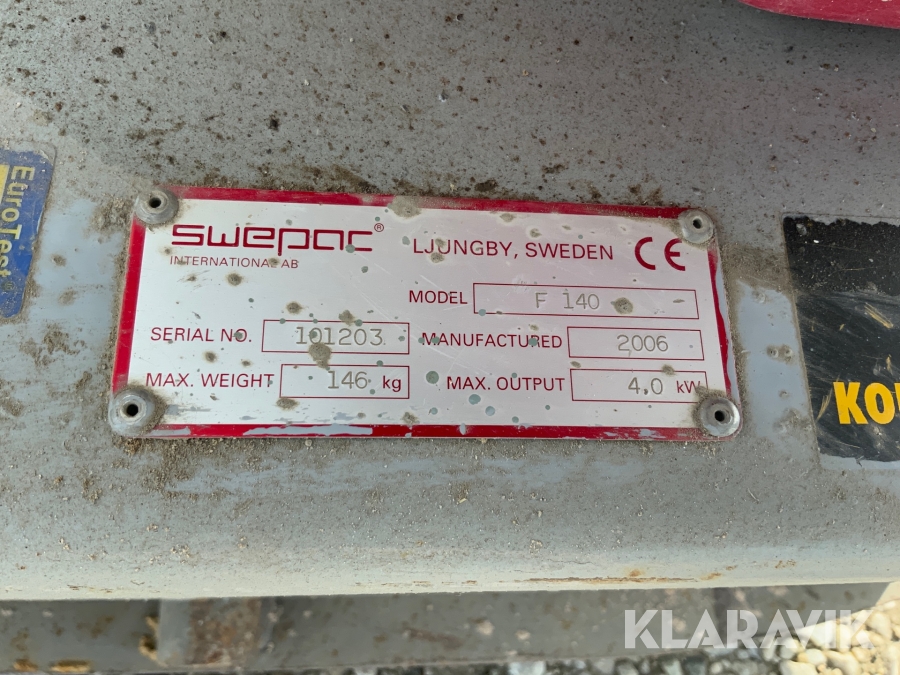 swepac®
INTERNATIONAL AB
LJUNGBY, SWEDEN CE
MODEL F 140
SERIAL NO. 101203 MANUFACTURED 2006
MAX. WEIGHT 146 kg MAX. OUTPUT 4,0 kW
EuroTest
KLARAVIK